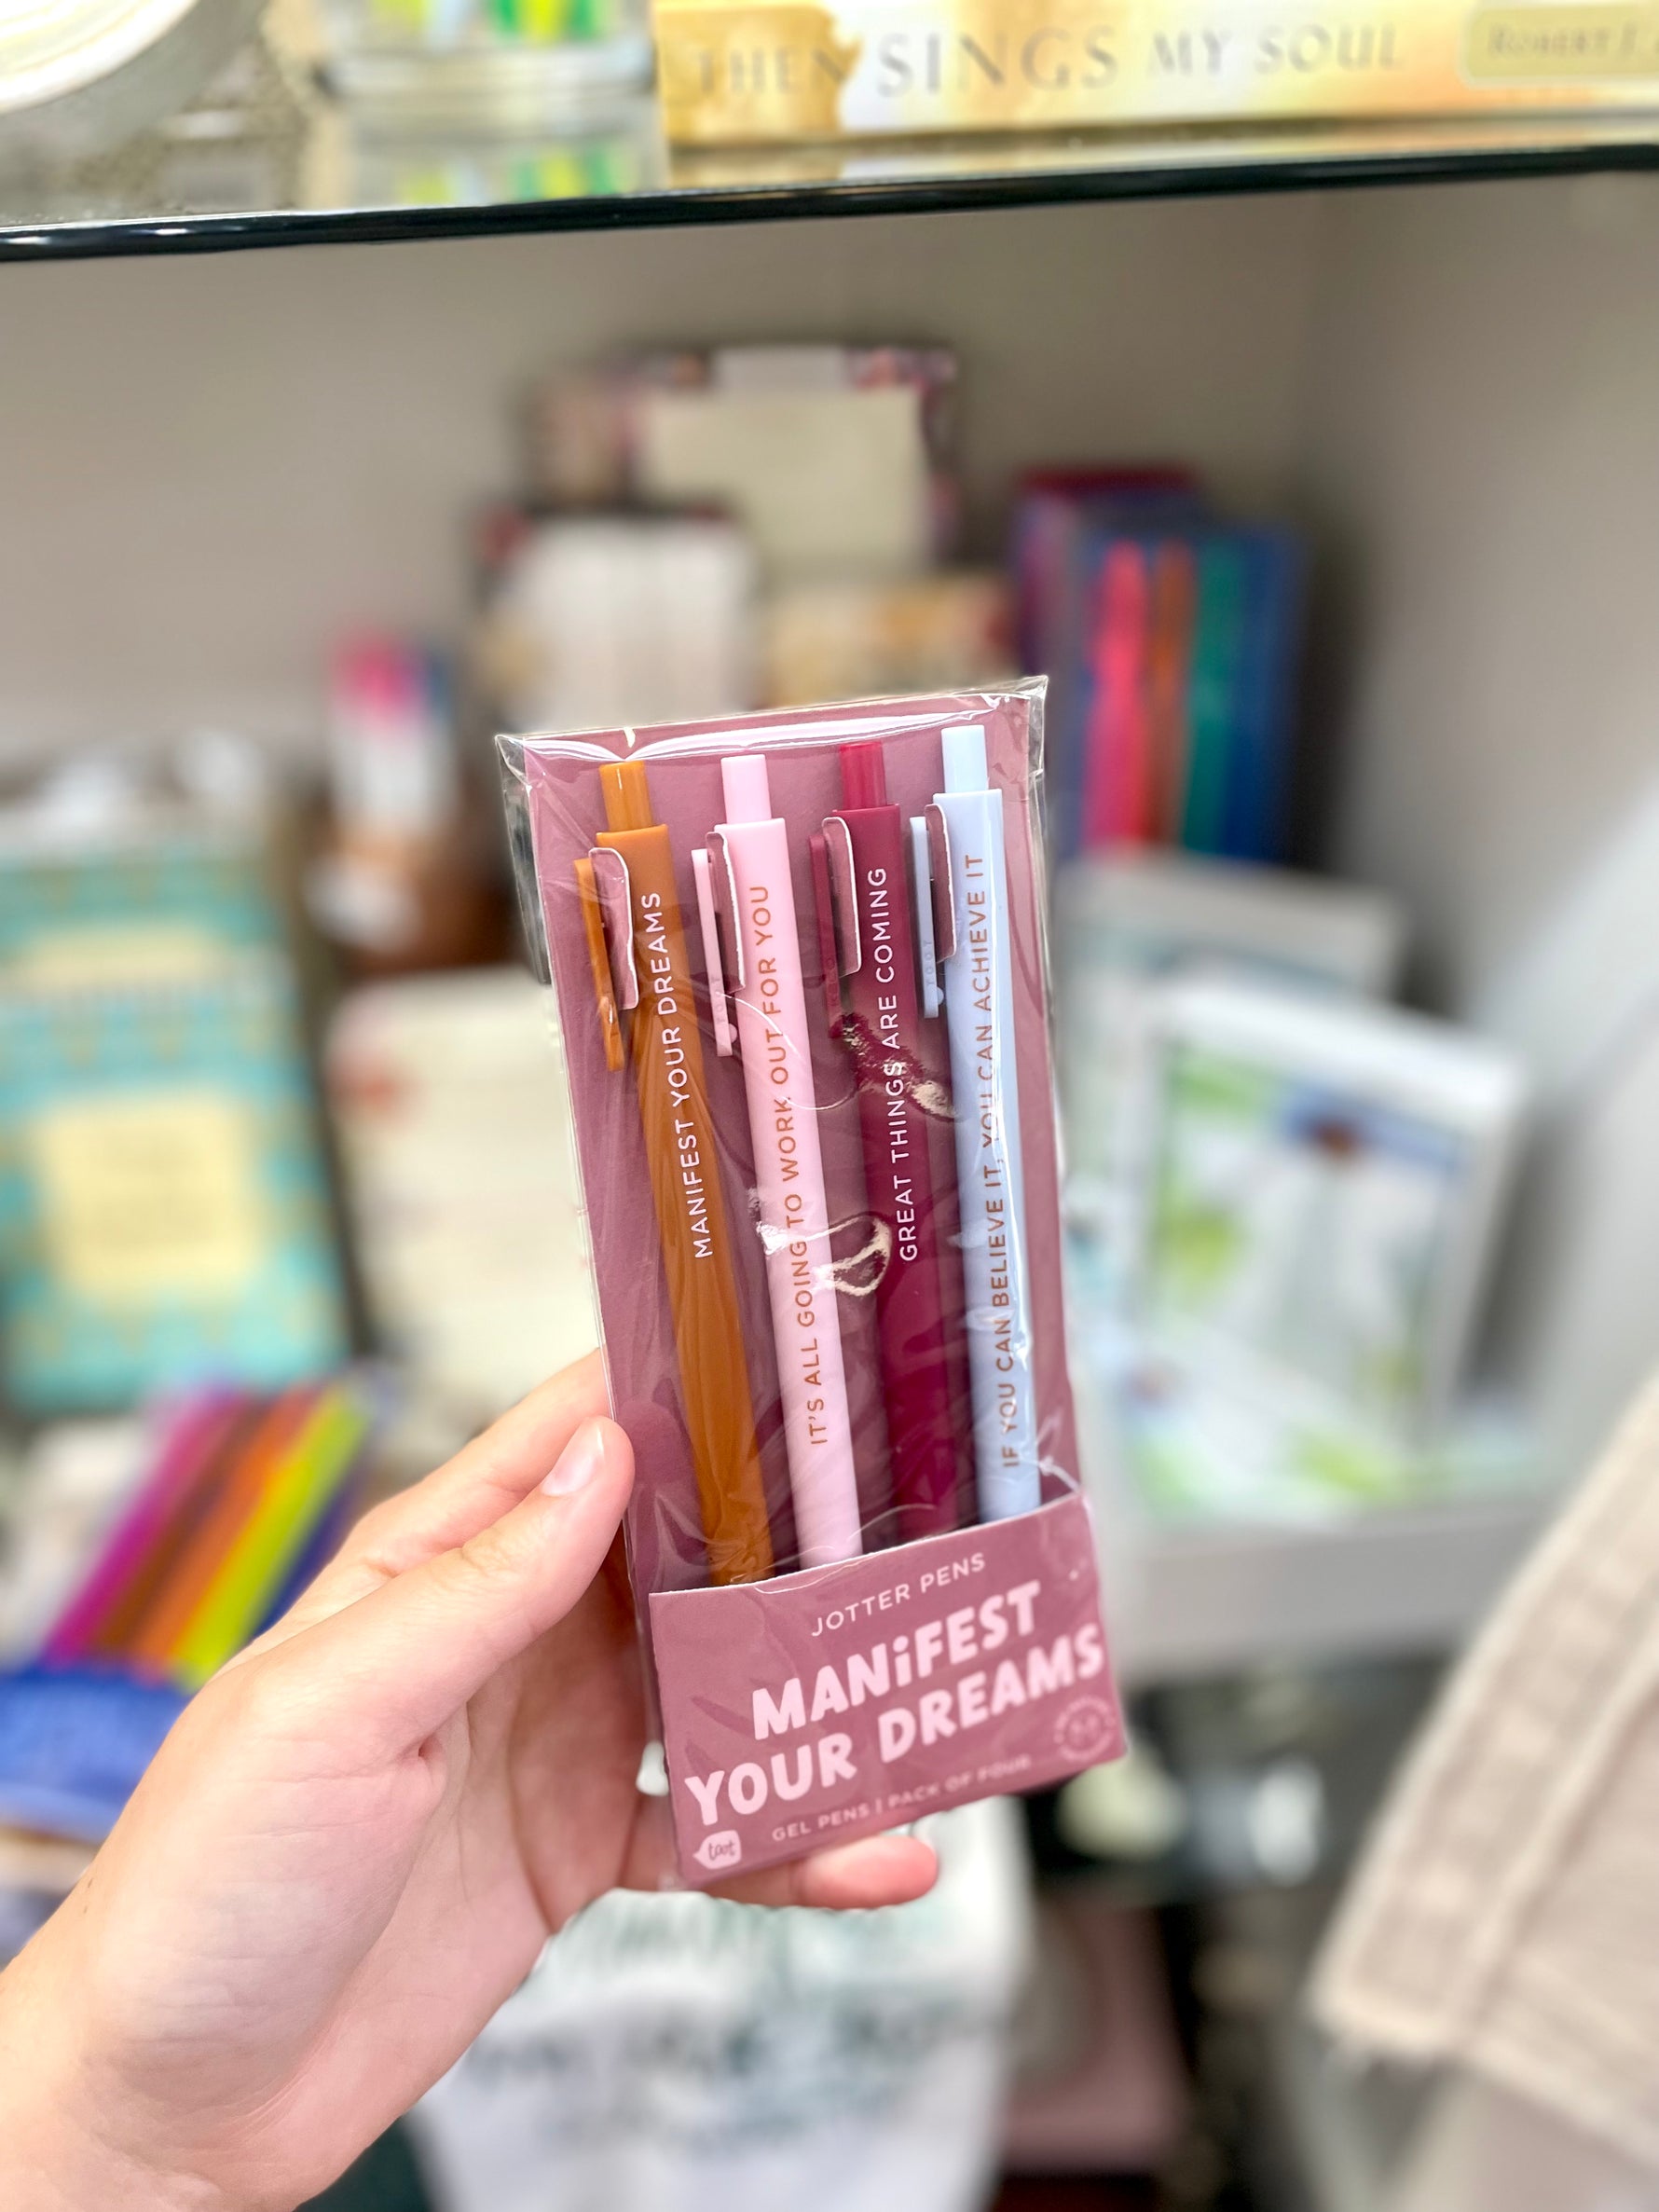 THEN SINGS MY SOUL
ROBERT J.
MANIFEST YOUR DREAMS
IT'S ALL GOING TO WORK OUT FOR YOU
GREAT THINGS ARE COMING
IF YOU CAN BELIEVE IT, YOU CAN ACHIEVE IT
JOTTER PENS
MANiFEST
YOUR DREAMS
GEL PENS | PACK OF FOUR
toot